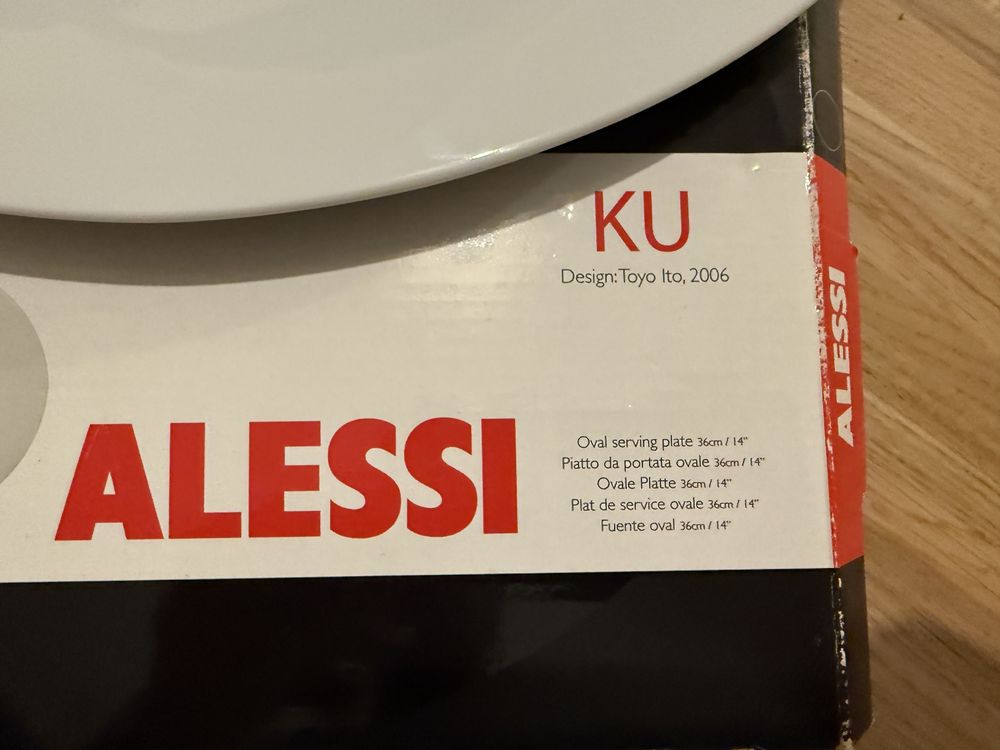 KU
Design: Toyo Ito, 2006
ALESSI
Oval serving plate 36cm / 14"
Piatto da portata ovale 36cm / 14"
Ovale Platte 36cm / 14"
Plat de service ovale 36cm / 14"
Fuente oval 36cm / 14"
ALESSI